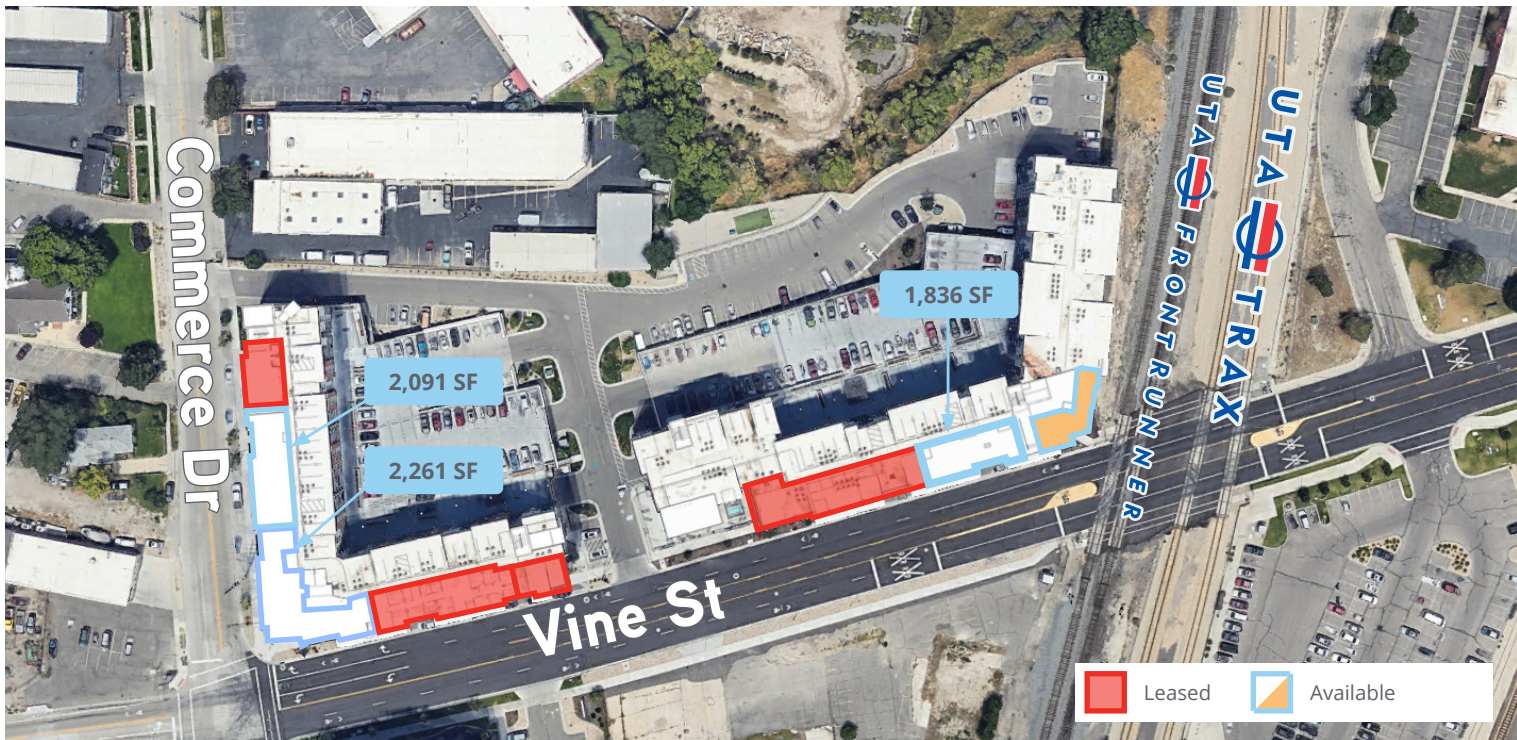 Commerce Dr
2,091 SF
2,261 SF
1,836 SF
UTA FRONTRUNNER
UTA TRAX
Vine St
Leased
Available